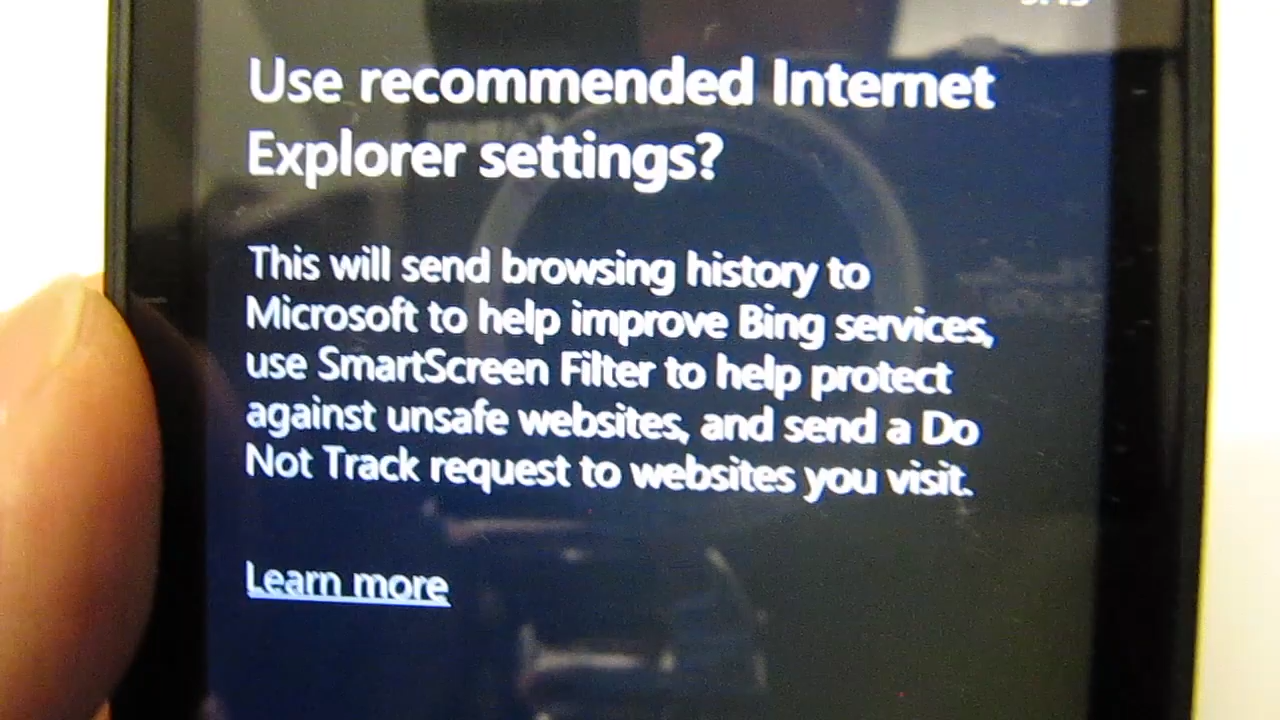 Use recommended Internet
Explorer settings?
This will send browsing history to
Microsoft to help improve Bing services,
use SmartScreen Filter to help protect
against unsafe websites, and send a Do
Not Track request to websites you visit.
Learn more